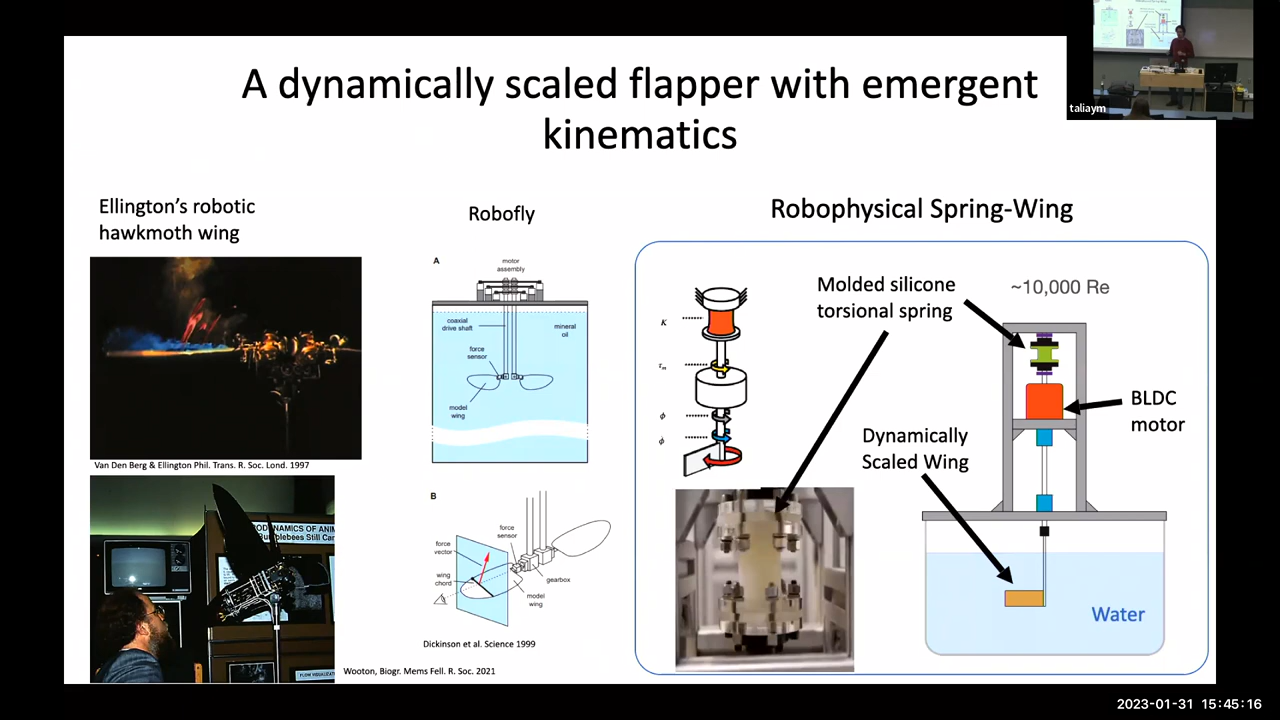 A dynamically scaled flapper with emergent
kinematics
taliaym
Ellington's robotic
hawkmoth wing
Van Den Berg & Ellington Phil. Trans. R. Soc. Lond. 1997
Robofly
A
motor
assembly
coaxial
drive shaft
mineral
oil
force
sensor
model
wing
B
force
sensor
force
vector
wing
chord
gearbox
model
wing
Dickinson et al. Science 1999
Wooton, Biogr. Mems Fell. R. Soc. 2021
Robophysical Spring-Wing
Molded silicone
torsional spring
~10,000 Re
K
τm
ϕ
ϕ̇
BLDC
motor
Dynamically
Scaled Wing
Water
2023-01-31 15:45:16